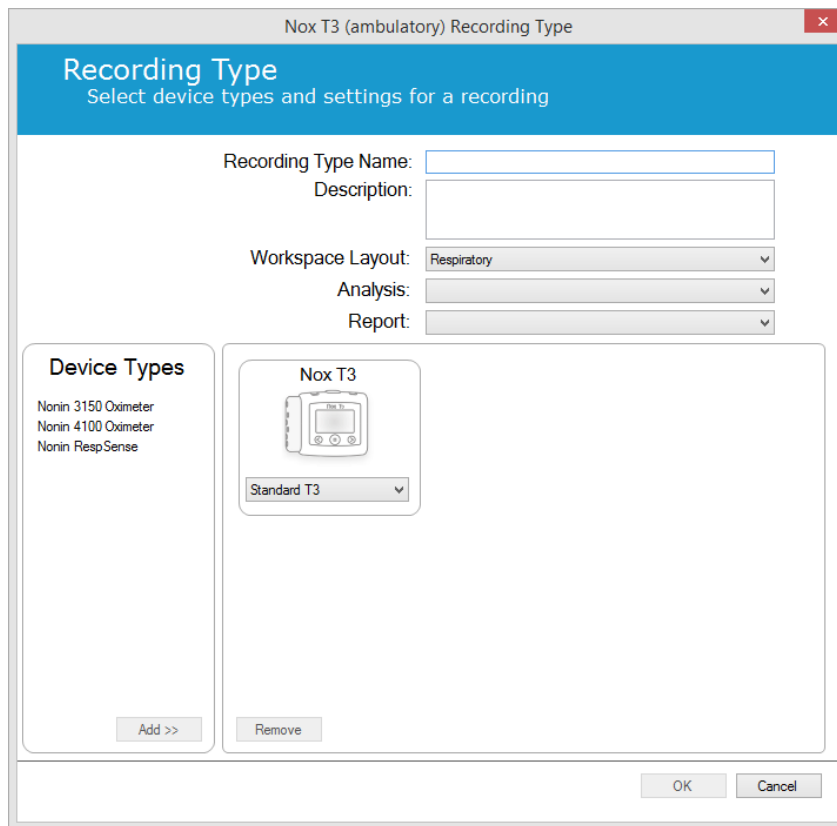 Nox T3 (ambulatory) Recording Type
Recording Type
Select device types and settings for a recording
Recording Type Name:
Description:
Workspace Layout: Respiratory
Analysis:
Report:
Device Types
Nonin 3150 Oximeter
Nonin 4100 Oximeter
Nonin RespSense
Add >>
Nox T3
Nox T3
Standard T3
Remove
OK Cancel